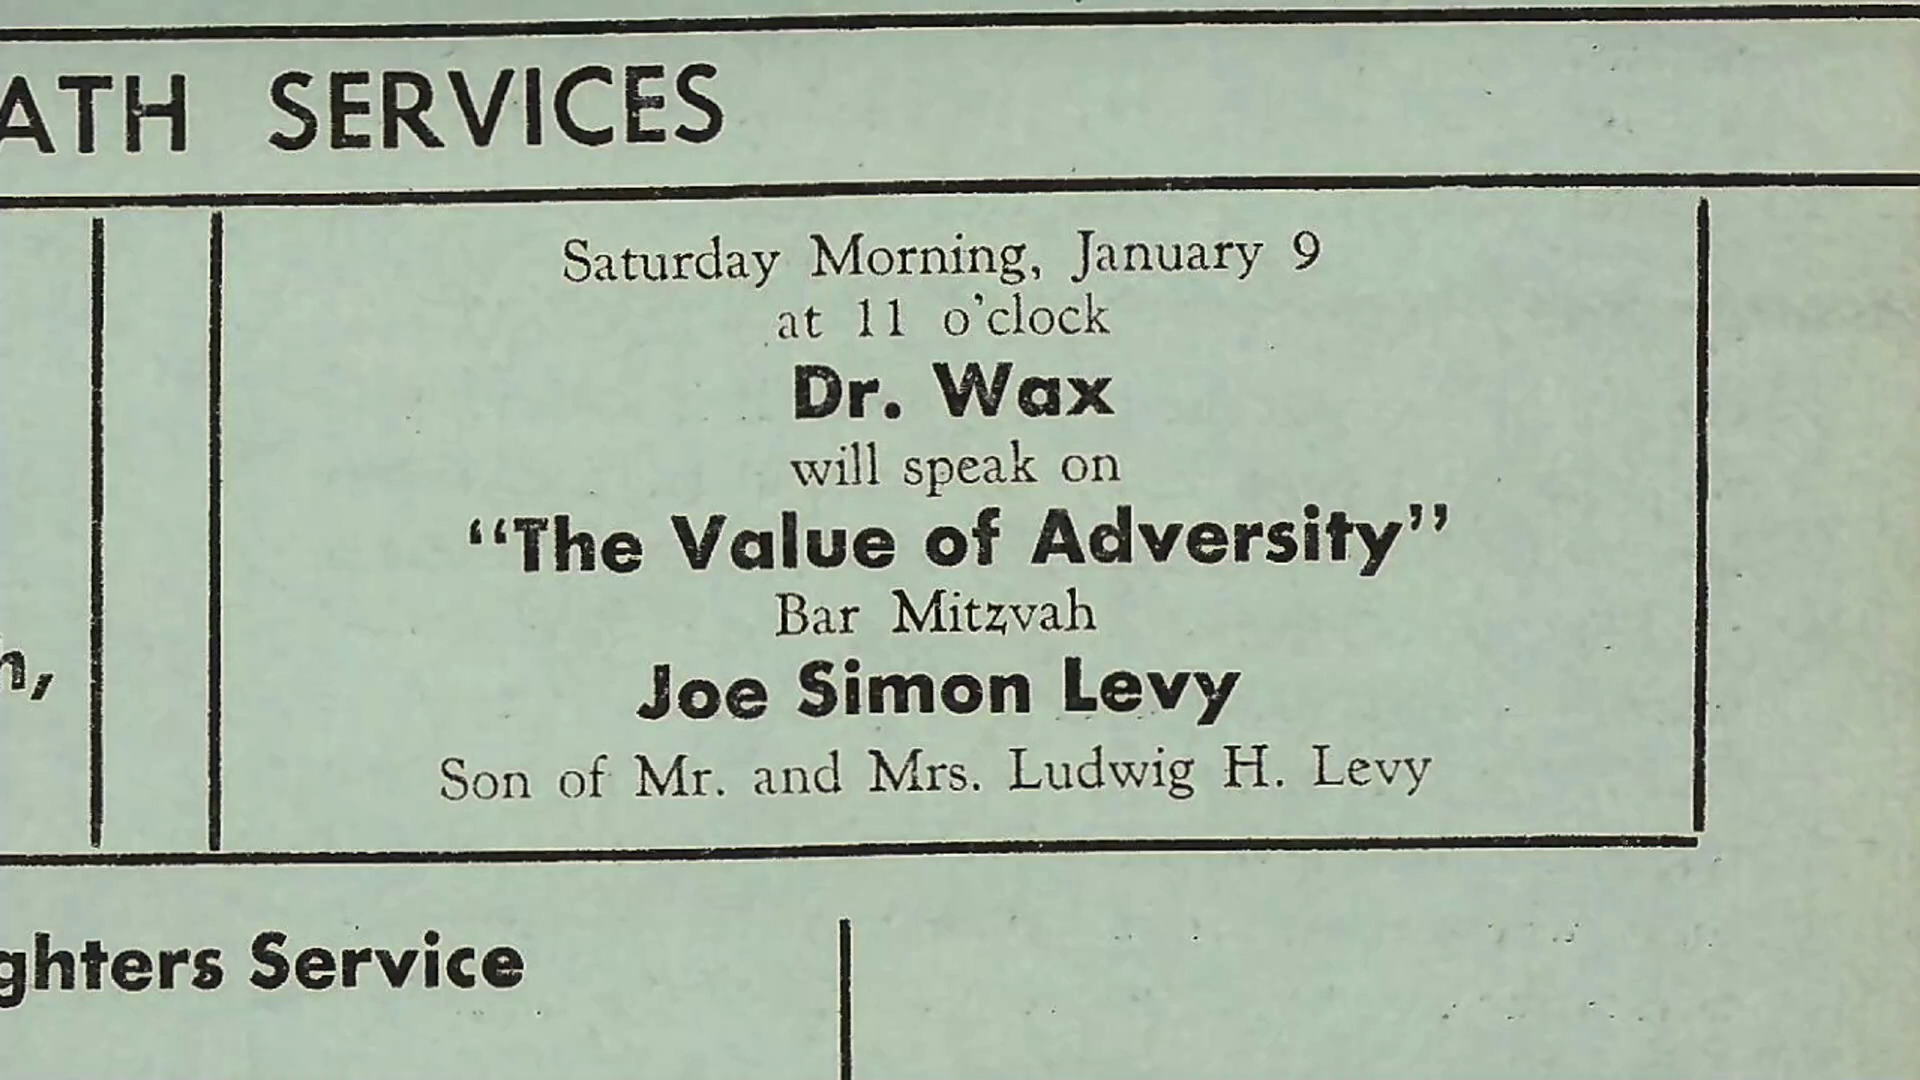 ATH SERVICES
Saturday Morning, January 9
at 11 o'clock
Dr. Wax
will speak on
"The Value of Adversity"
Bar Mitzvah
Joe Simon Levy
Son of Mr. and Mrs. Ludwig H. Levy
ghters Service